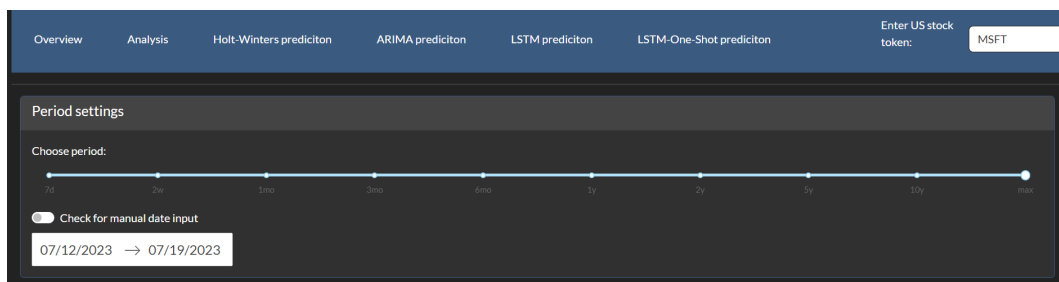 Overview Analysis Holt-Winters prediciton ARIMA prediciton LSTM prediciton LSTM-One-Shot prediciton
Enter US stock
token:
MSFT
Period settings
Choose period:
7d 2w 1mo 3mo 6mo 1y 2y 5y 10y max
Check for manual date input
07/12/2023 → 07/19/2023